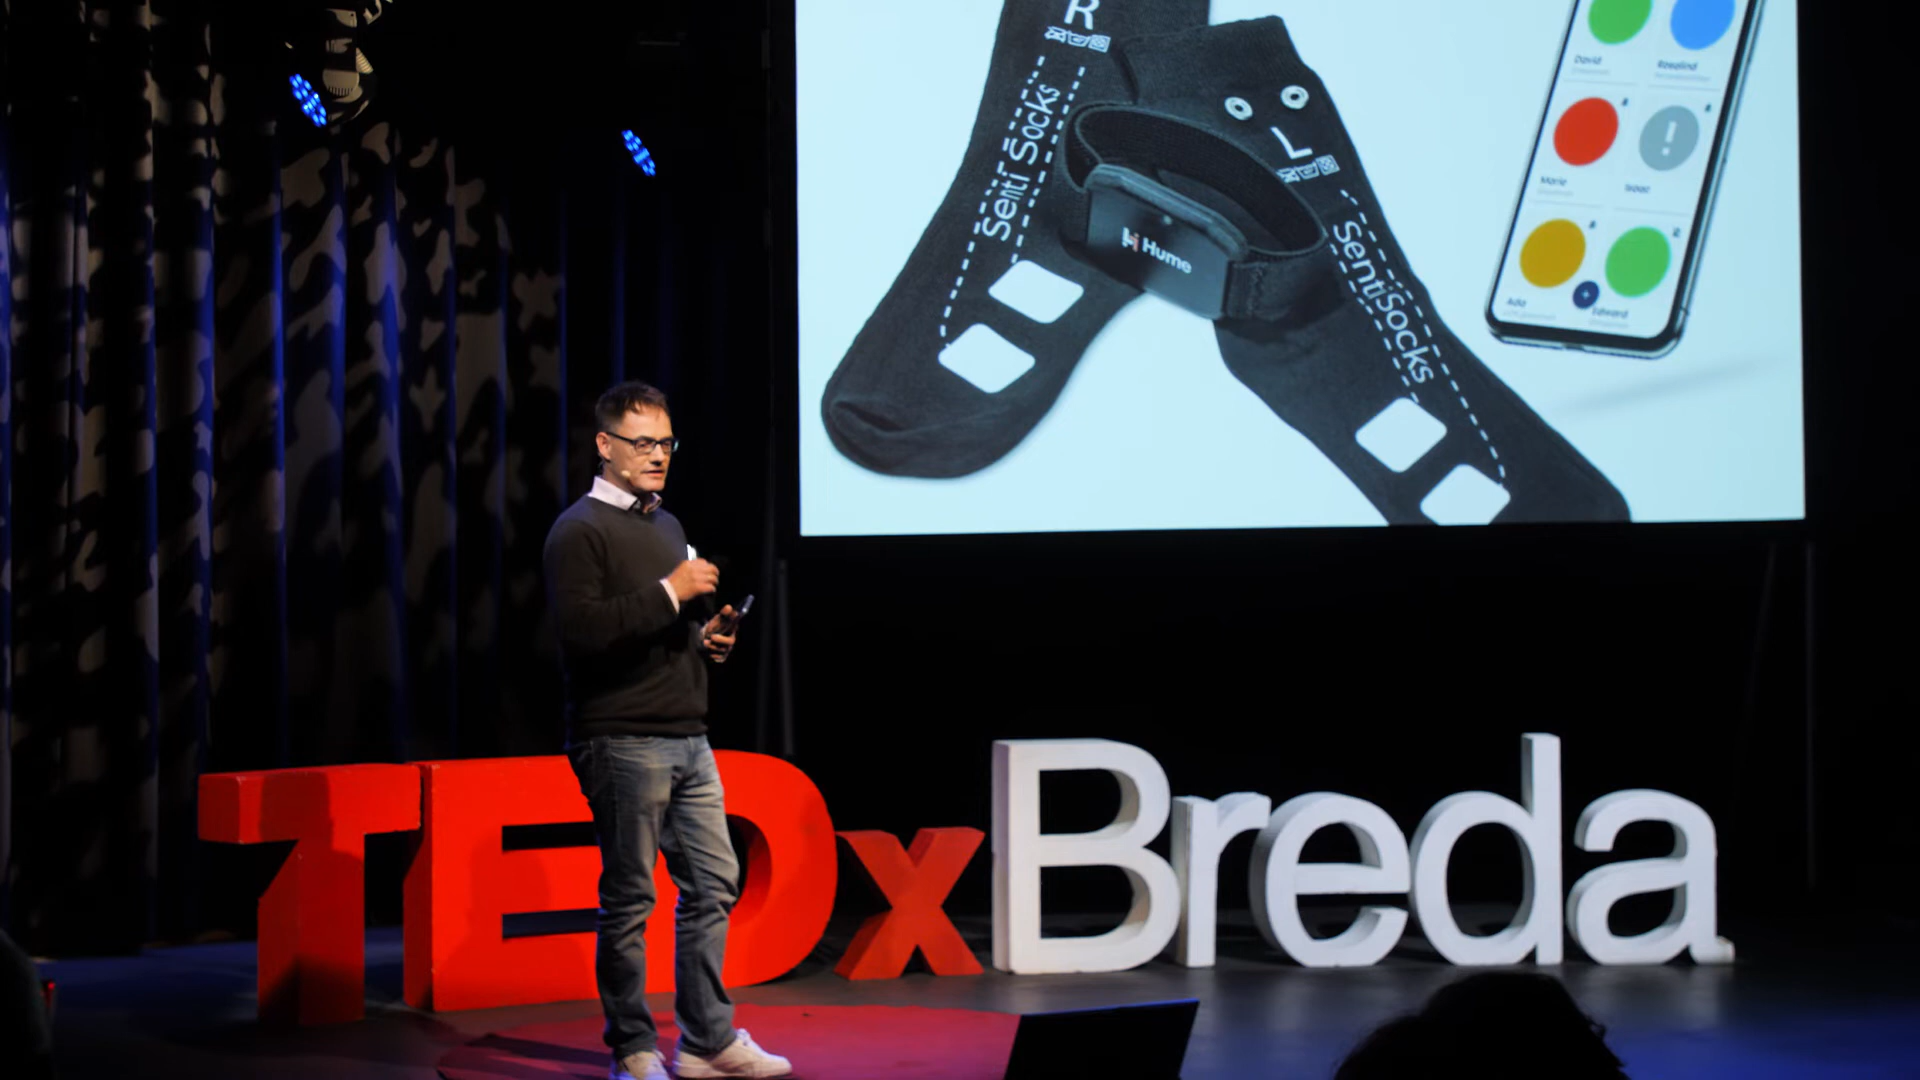 R
Senti Socks
L
SentiSocks
Hume
David
Rosalind
Marie
Isaac
Ada
Edward
TEDxBreda